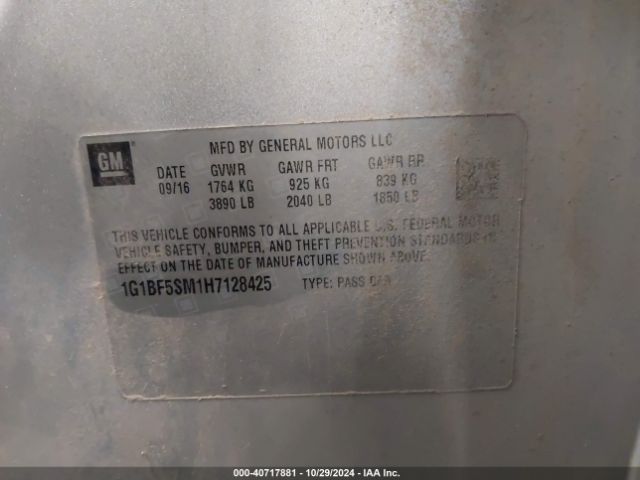 GM
MFD BY GENERAL MOTORS LLC
DATE GVWR GAWR FRT GAWR RR
09/16 1764 KG 925 KG 839 KG
3890 LB 2040 LB 1850 LB
THIS VEHICLE CONFORMS TO ALL APPLICABLE U.S. FEDERAL MOTOR
VEHICLE SAFETY, BUMPER, AND THEFT PREVENTION STANDARDS IN
EFFECT ON THE DATE OF MANUFACTURE SHOWN ABOVE.
1G1BF5SM1H7128425 TYPE: PASS CAR
000-40717881 - 10/29/2024 - IAA Inc.